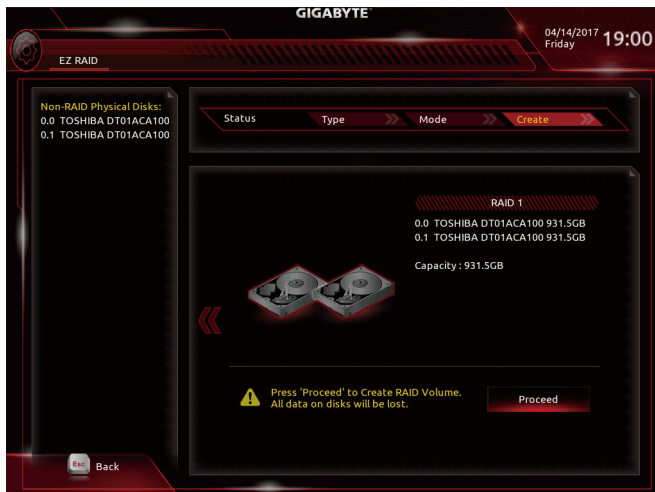 GIGABYTE
04/14/2017
Friday
19:00
EZ RAID
Non-RAID Physical Disks:
0.0 TOSHIBA DT01ACA100
0.1 TOSHIBA DT01ACA100
Status Type Mode Create
RAID 1
0.0 TOSHIBA DT01ACA100 931.5GB
0.1 TOSHIBA DT01ACA100 931.5GB
Capacity : 931.5GB
Press 'Proceed' to Create RAID Volume.
All data on disks will be lost.
Proceed
Esc Back